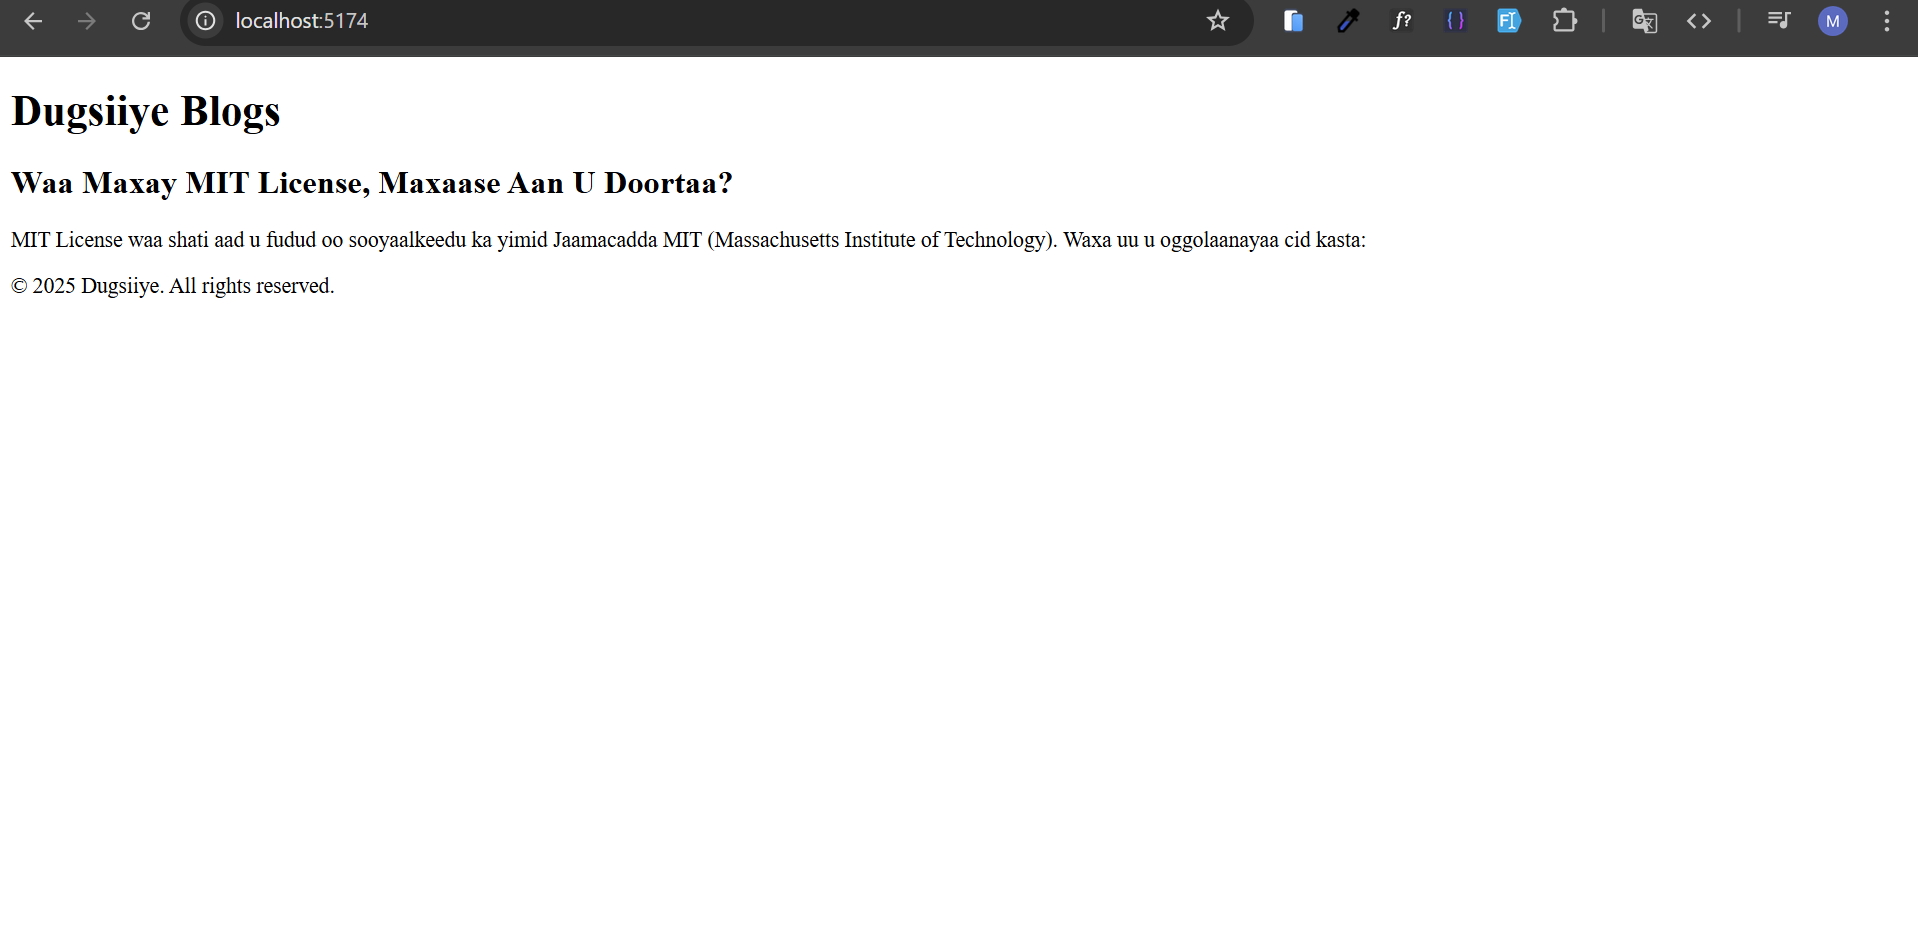 localhost:5174
f?
{ }
FI
G
M
Dugsiiye Blogs
Waa Maxay MIT License, Maxaase Aan U Doortaa?
MIT License waa shati aad u fudud oo sooyaalkeedu ka yimid Jaamacadda MIT (Massachusetts Institute of Technology). Waxa uu u oggolaanayaa cid kasta:
© 2025 Dugsiiye. All rights reserved.